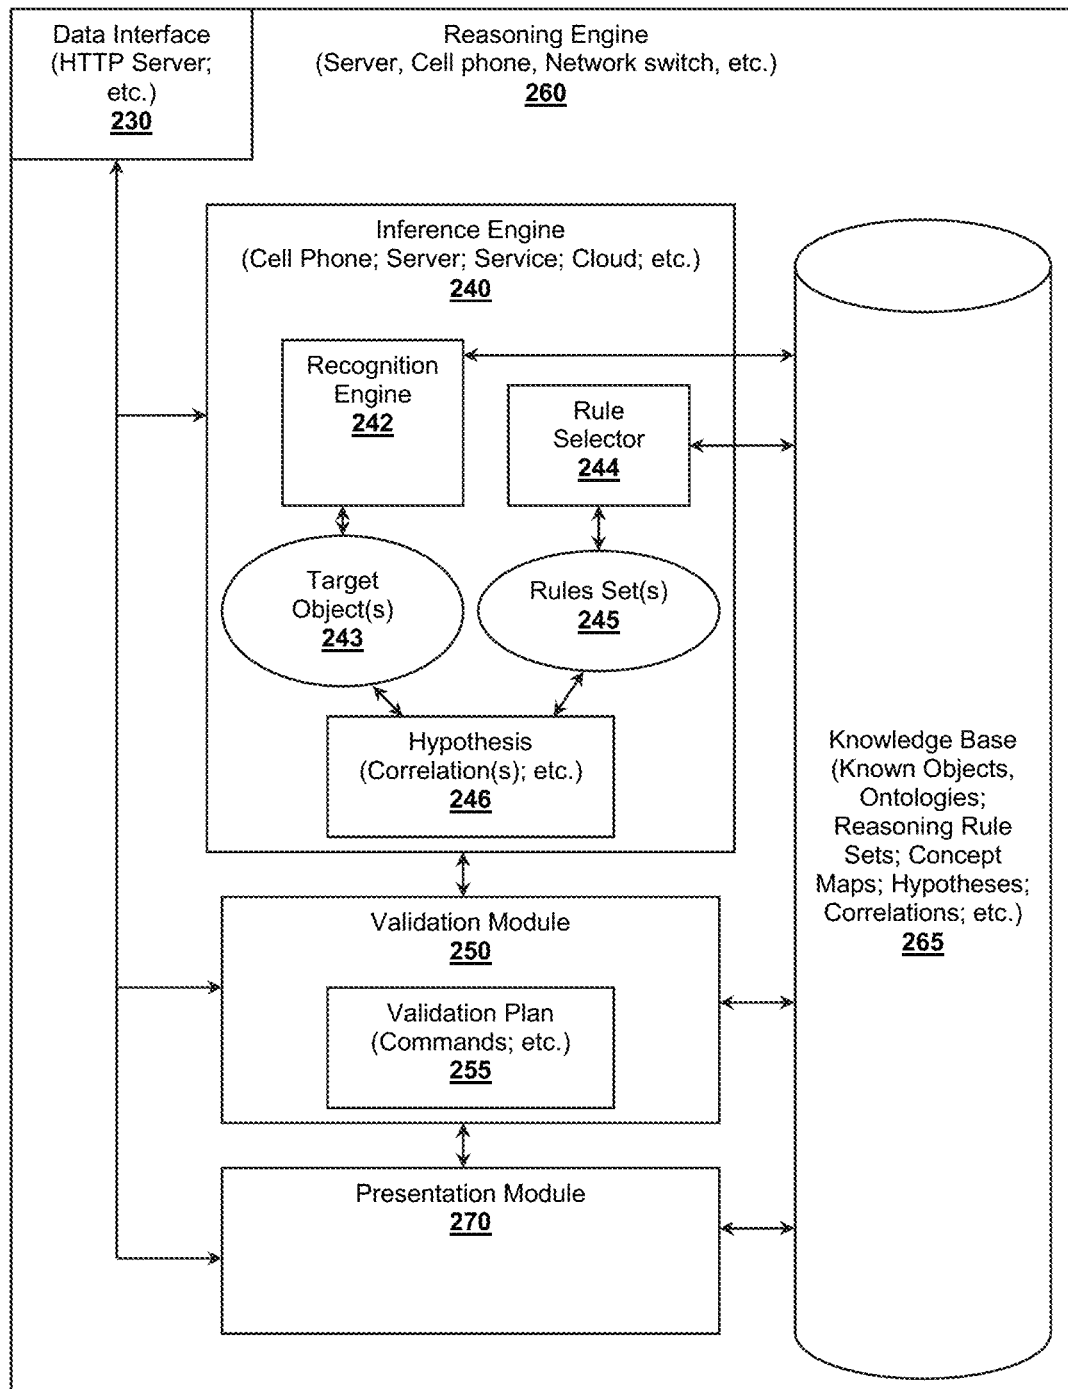 Data Interface
(HTTP Server;
etc.)
230
Reasoning Engine
(Server, Cell phone, Network switch, etc.)
260
Inference Engine
(Cell Phone; Server; Service; Cloud; etc.)
240
Recognition
Engine
242
Rule
Selector
244
Target
Object(s)
243
Rules Set(s)
245
Hypothesis
(Correlation(s); etc.)
246
Validation Module
250
Validation Plan
(Commands; etc.)
255
Presentation Module
270
Knowledge Base
(Known Objects,
Ontologies;
Reasoning Rule
Sets; Concept
Maps; Hypotheses;
Correlations; etc.)
265